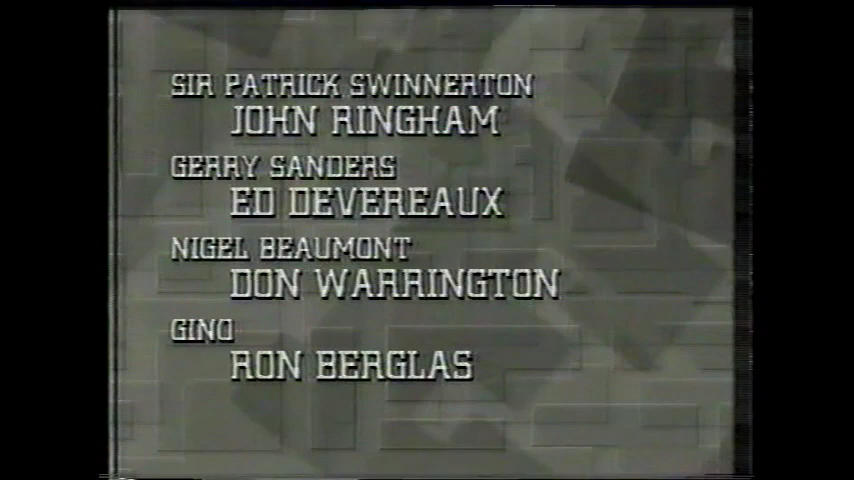 SIR PATRICK SWINNERTON
JOHN RINGHAM
GERRY SANDERS
ED DEVEREAUX
NIGEL BEAUMONT
DON WARRINGTON
GINO
RON BERGLAS